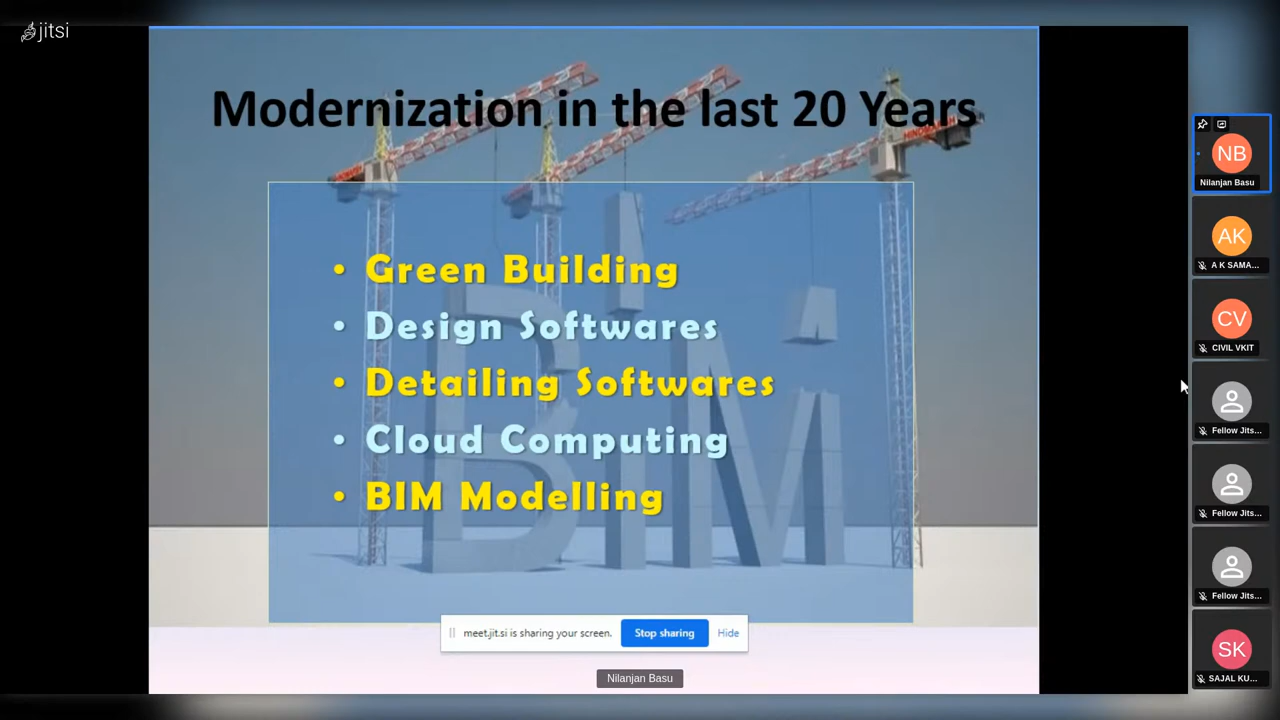 jitsi
Modernization in the last 20 Years
• Green Building
• Design Softwares
• Detailing Softwares
• Cloud Computing
• BIM Modelling
BIM
meet.jit.si is sharing your screen.
Stop sharing
Hide
Nilanjan Basu
NB
Nilanjan Basu
AK
A K SAMA...
CV
CIVIL VKIT
Fellow Jits...
Fellow Jits...
Fellow Jits...
SK
SAJAL KU...